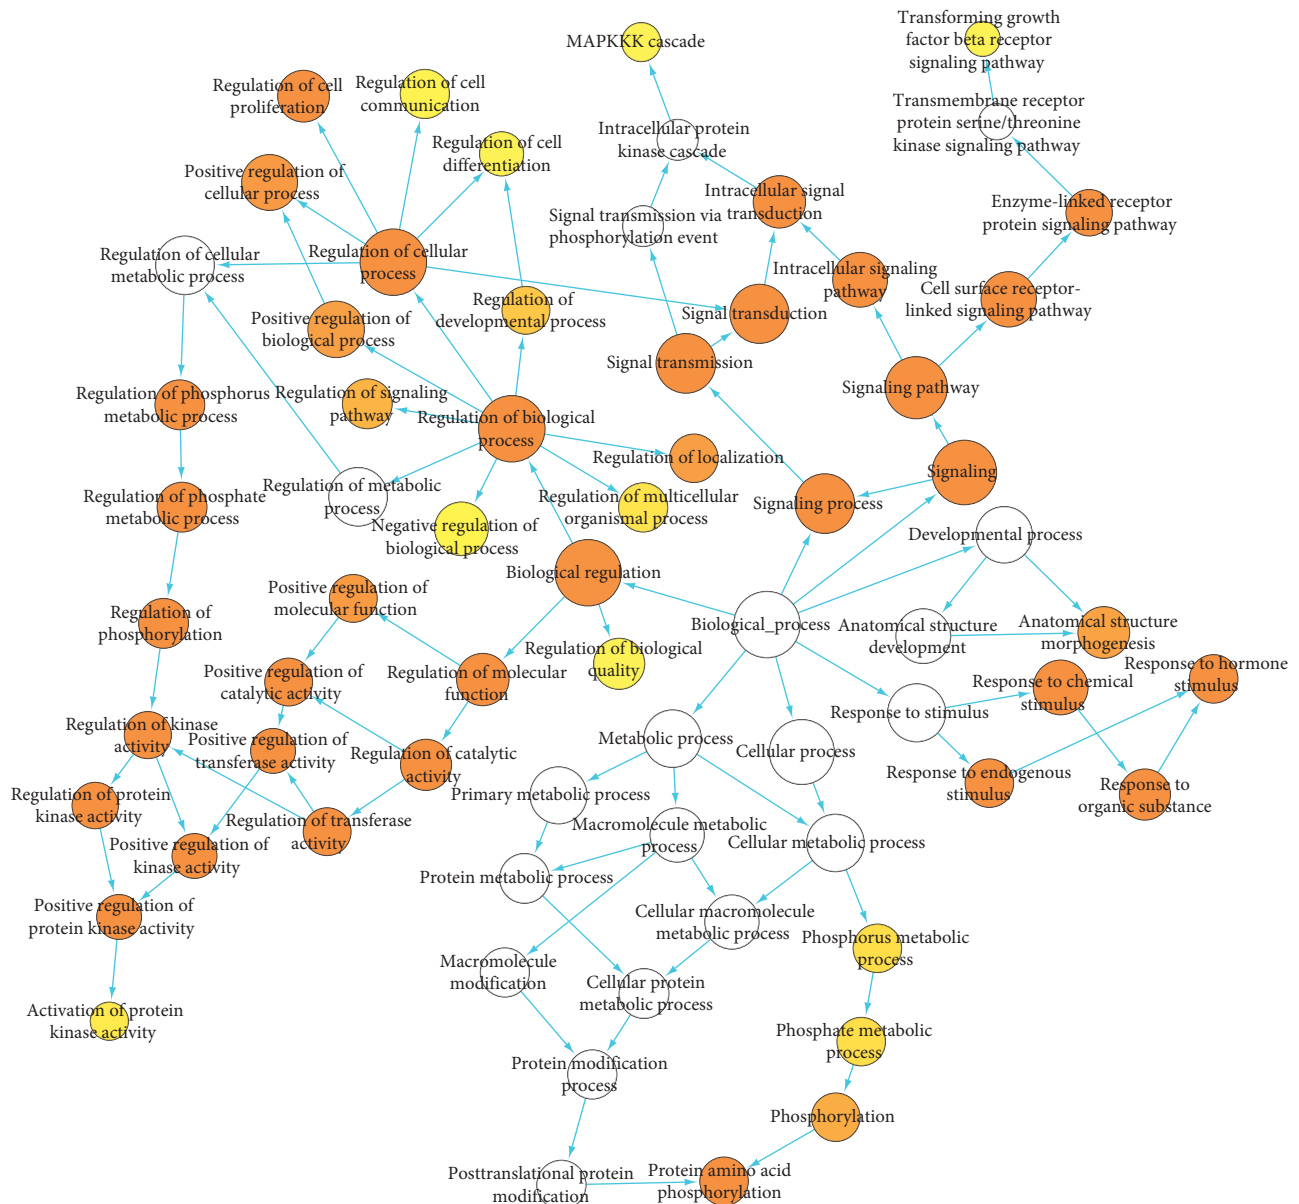 Transforming growth
factor beta receptor
signaling pathway
MAPKKK cascade
Regulation of cell
proliferation
Regulation of cell
communication
Transmembrane receptor
protein serine/threonine
kinase signaling pathway
Intracellular protein
kinase cascade
Regulation of cell
differentiation
Positive regulation of
cellular process
Intracellular signal
transduction
Enzyme-linked receptor
protein signaling pathway
Signal transmission via
phosphorylation event
Regulation of cellular
metabolic process
Regulation of cellular
process
Intracellular signaling
pathway
Cell surface receptor-
linked signaling pathway
Regulation of
developmental process
Signal transduction
Positive regulation of
biological process
Signal transmission
Signaling pathway
Regulation of phosphorus
metabolic process
Regulation of signaling
pathway
Regulation of biological
process
Regulation of localization
Signaling
Regulation of metabolic
process
Regulation of phosphate
metabolic process
Regulation of multicellular
organismal process
Signaling process
Negative regulation of
biological process
Developmental process
Biological regulation
Positive regulation of
molecular function
Regulation of
phosphorylation
Biological_process
Anatomical structure
development
Anatomical structure
morphogenesis
Regulation of biological
quality
Positive regulation of
catalytic activity
Regulation of molecular
function
Response to hormone
stimulus
Response to chemical
stimulus
Response to stimulus
Regulation of kinase
activity
Positive regulation of
transferase activity
Regulation of catalytic
activity
Metabolic process
Cellular process
Response to endogenous
stimulus
Response to
organic substance
Regulation of protein
kinase activity
Primary metabolic process
Regulation of transferase
activity
Macromolecule metabolic
process
Cellular metabolic process
Positive regulation of
kinase activity
Protein metabolic process
Positive regulation of
protein kinase activity
Cellular macromolecule
metabolic process
Phosphorus metabolic
process
Macromolecule
modification
Cellular protein
metabolic process
Activation of protein
kinase activity
Phosphate metabolic
process
Protein modification
process
Phosphorylation
Posttranslational protein
modification
Protein amino acid
phosphorylation